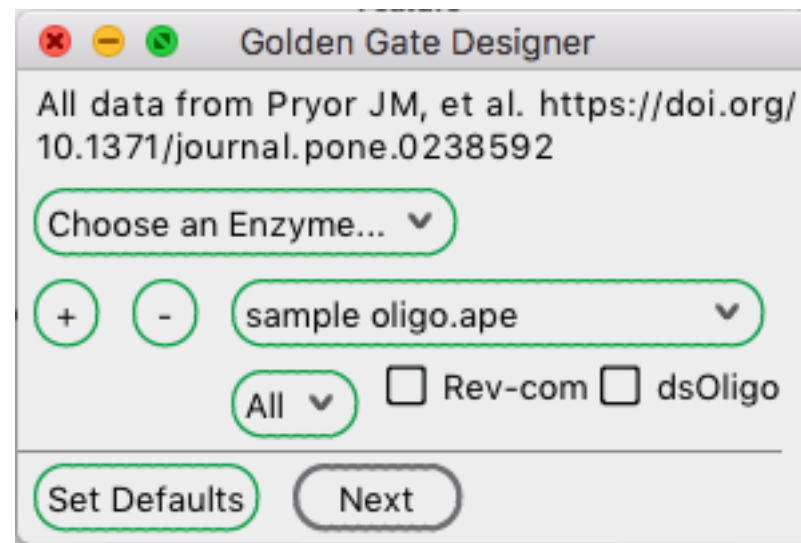 Golden Gate Designer
All data from Pryor JM, et al. https://doi.org/
10.1371/journal.pone.0238592
Choose an Enzyme...
+ - sample oligo.ape
All Rev-com dsOligo
Set Defaults Next